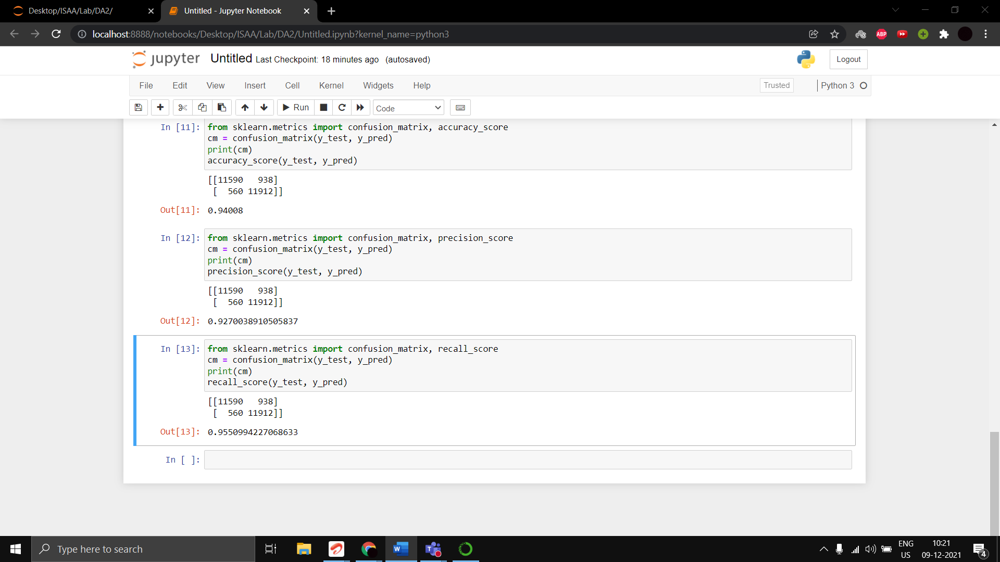 Desktop/ISAA/Lab/DA2/
Untitled - Jupyter Notebook
localhost:8888/notebooks/Desktop/ISAA/Lab/DA2/Untitled.ipynb?kernel_name=python3
ABP
jupyter Untitled Last Checkpoint: 18 minutes ago (autosaved)
Logout
File Edit View Insert Cell Kernel Widgets Help
Trusted
Python 3
Run
Code
In [11]: from sklearn.metrics import confusion_matrix, accuracy_score
cm = confusion_matrix(y_test, y_pred)
print(cm)
accuracy_score(y_test, y_pred)
[[11590   938]
 [  560 11912]]
Out[11]: 0.94008
In [12]: from sklearn.metrics import confusion_matrix, precision_score
cm = confusion_matrix(y_test, y_pred)
print(cm)
precision_score(y_test, y_pred)
[[11590   938]
 [  560 11912]]
Out[12]: 0.9270038910505837
In [13]: from sklearn.metrics import confusion_matrix, recall_score
cm = confusion_matrix(y_test, y_pred)
print(cm)
recall_score(y_test, y_pred)
[[11590   938]
 [  560 11912]]
Out[13]: 0.9550994227068633
In [ ]:
Type here to search
W
T
ENG
US
10:21
09-12-2021
4